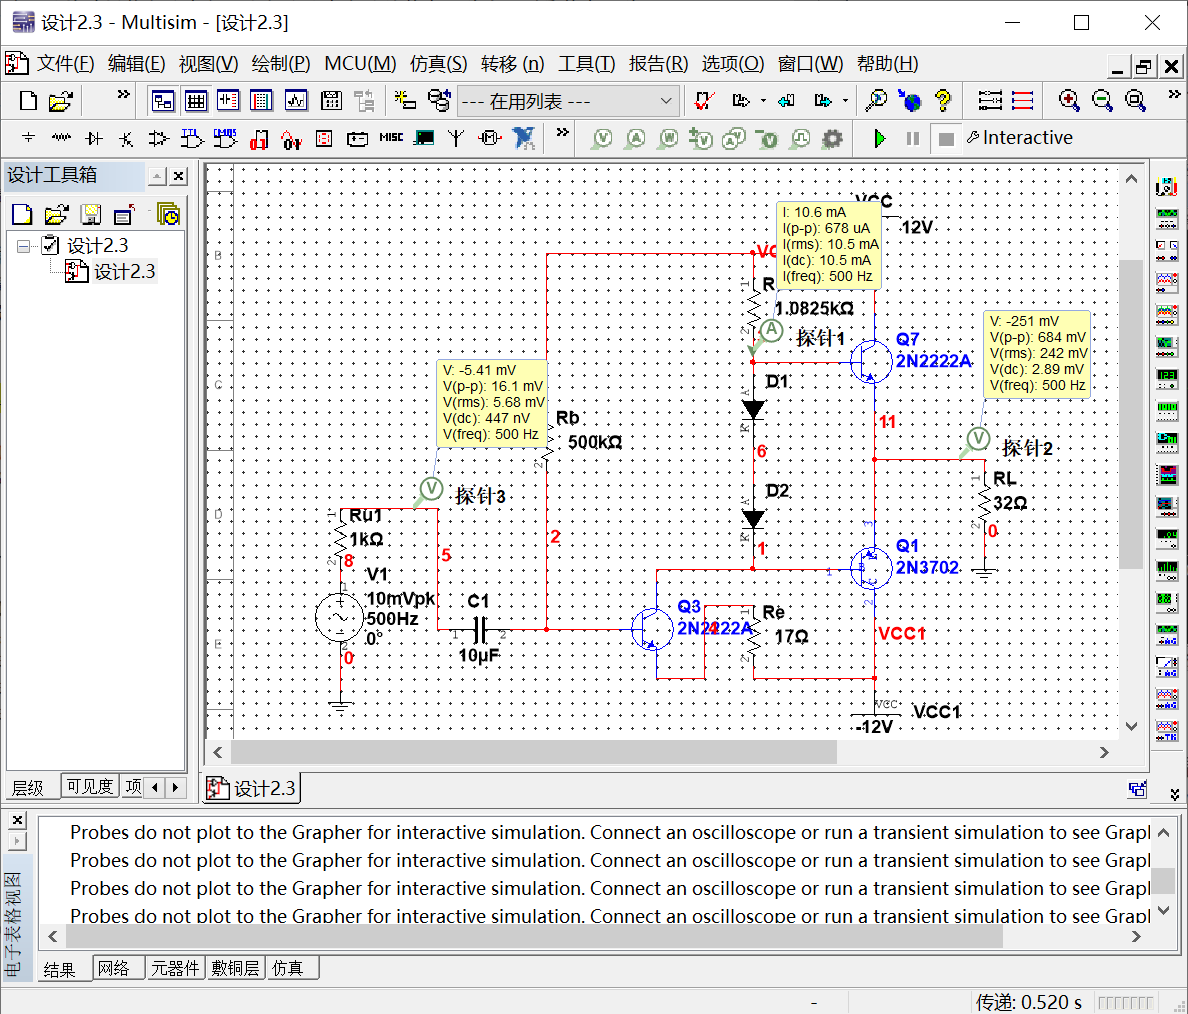 设计2.3 - Multisim - [设计2.3]
文件(F) 编辑(E) 视图(V) 绘制(P) MCU(M) 仿真(S) 转移 (n) 工具(T) 报告(R) 选项(O) 窗口(W) 帮助(H)
--- 在用列表 ---
MISC
Interactive
设计工具箱
设计2.3
设计2.3
层级 可见度 项
B
C
D
E
VCC
12V
I: 10.6 mA
I(p-p): 678 uA
I(rms): 10.5 mA
I(dc): 10.5 mA
I(freq): 500 Hz
1.0825kΩ
探针1
Q7
2N2222A
V: -251 mV
V(p-p): 684 mV
V(rms): 242 mV
V(dc): 2.89 mV
V(freq): 500 Hz
V: -5.41 mV
V(p-p): 16.1 mV
V(rms): 5.68 mV
V(dc): 447 nV
V(freq): 500 Hz
D1
Rb
500kΩ
11
6
探针2
探针3
D2
RL
32Ω
0
Ru1
1kΩ
8
5
2
1
Q1
2N3702
V1
10mVpk
500Hz
0°
0
C1
10µF
Q3
2N2222A
4
Re
17Ω
VCC1
VCC
VCC1
-12V
设计2.3
Probes do not plot to the Grapher for interactive simulation. Connect an oscilloscope or run a transient simulation to see Grapl
Probes do not plot to the Grapher for interactive simulation. Connect an oscilloscope or run a transient simulation to see Grapl
Probes do not plot to the Grapher for interactive simulation. Connect an oscilloscope or run a transient simulation to see Grapl
Probes do not plot to the Grapher for interactive simulation. Connect an oscilloscope or run a transient simulation to see Grapl
电子表格视图
结果 网络 元器件 敷铜层 仿真
- 传递: 0.520 s